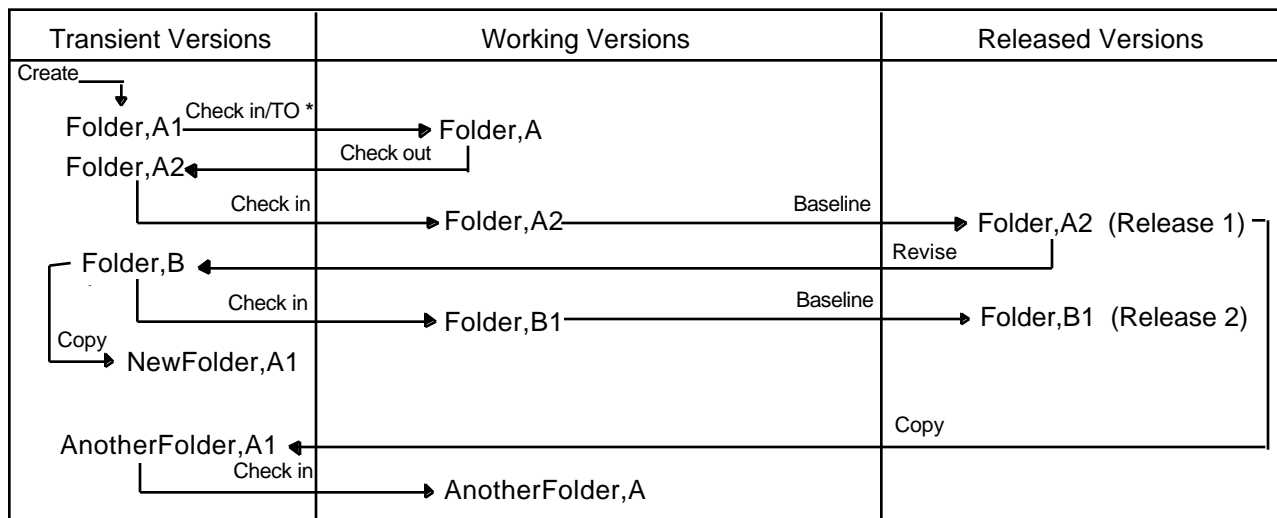 Transient Versions Working Versions Released Versions
Create
Folder,A1 Check in/TO * Folder,A
Folder,A2 Check out
Check in Folder,A2 Baseline Folder,A2 (Release 1)
Folder,B Revise
Check in Folder,B1 Baseline Folder,B1 (Release 2)
Copy
NewFolder,A1
AnotherFolder,A1 Copy
Check in AnotherFolder,A